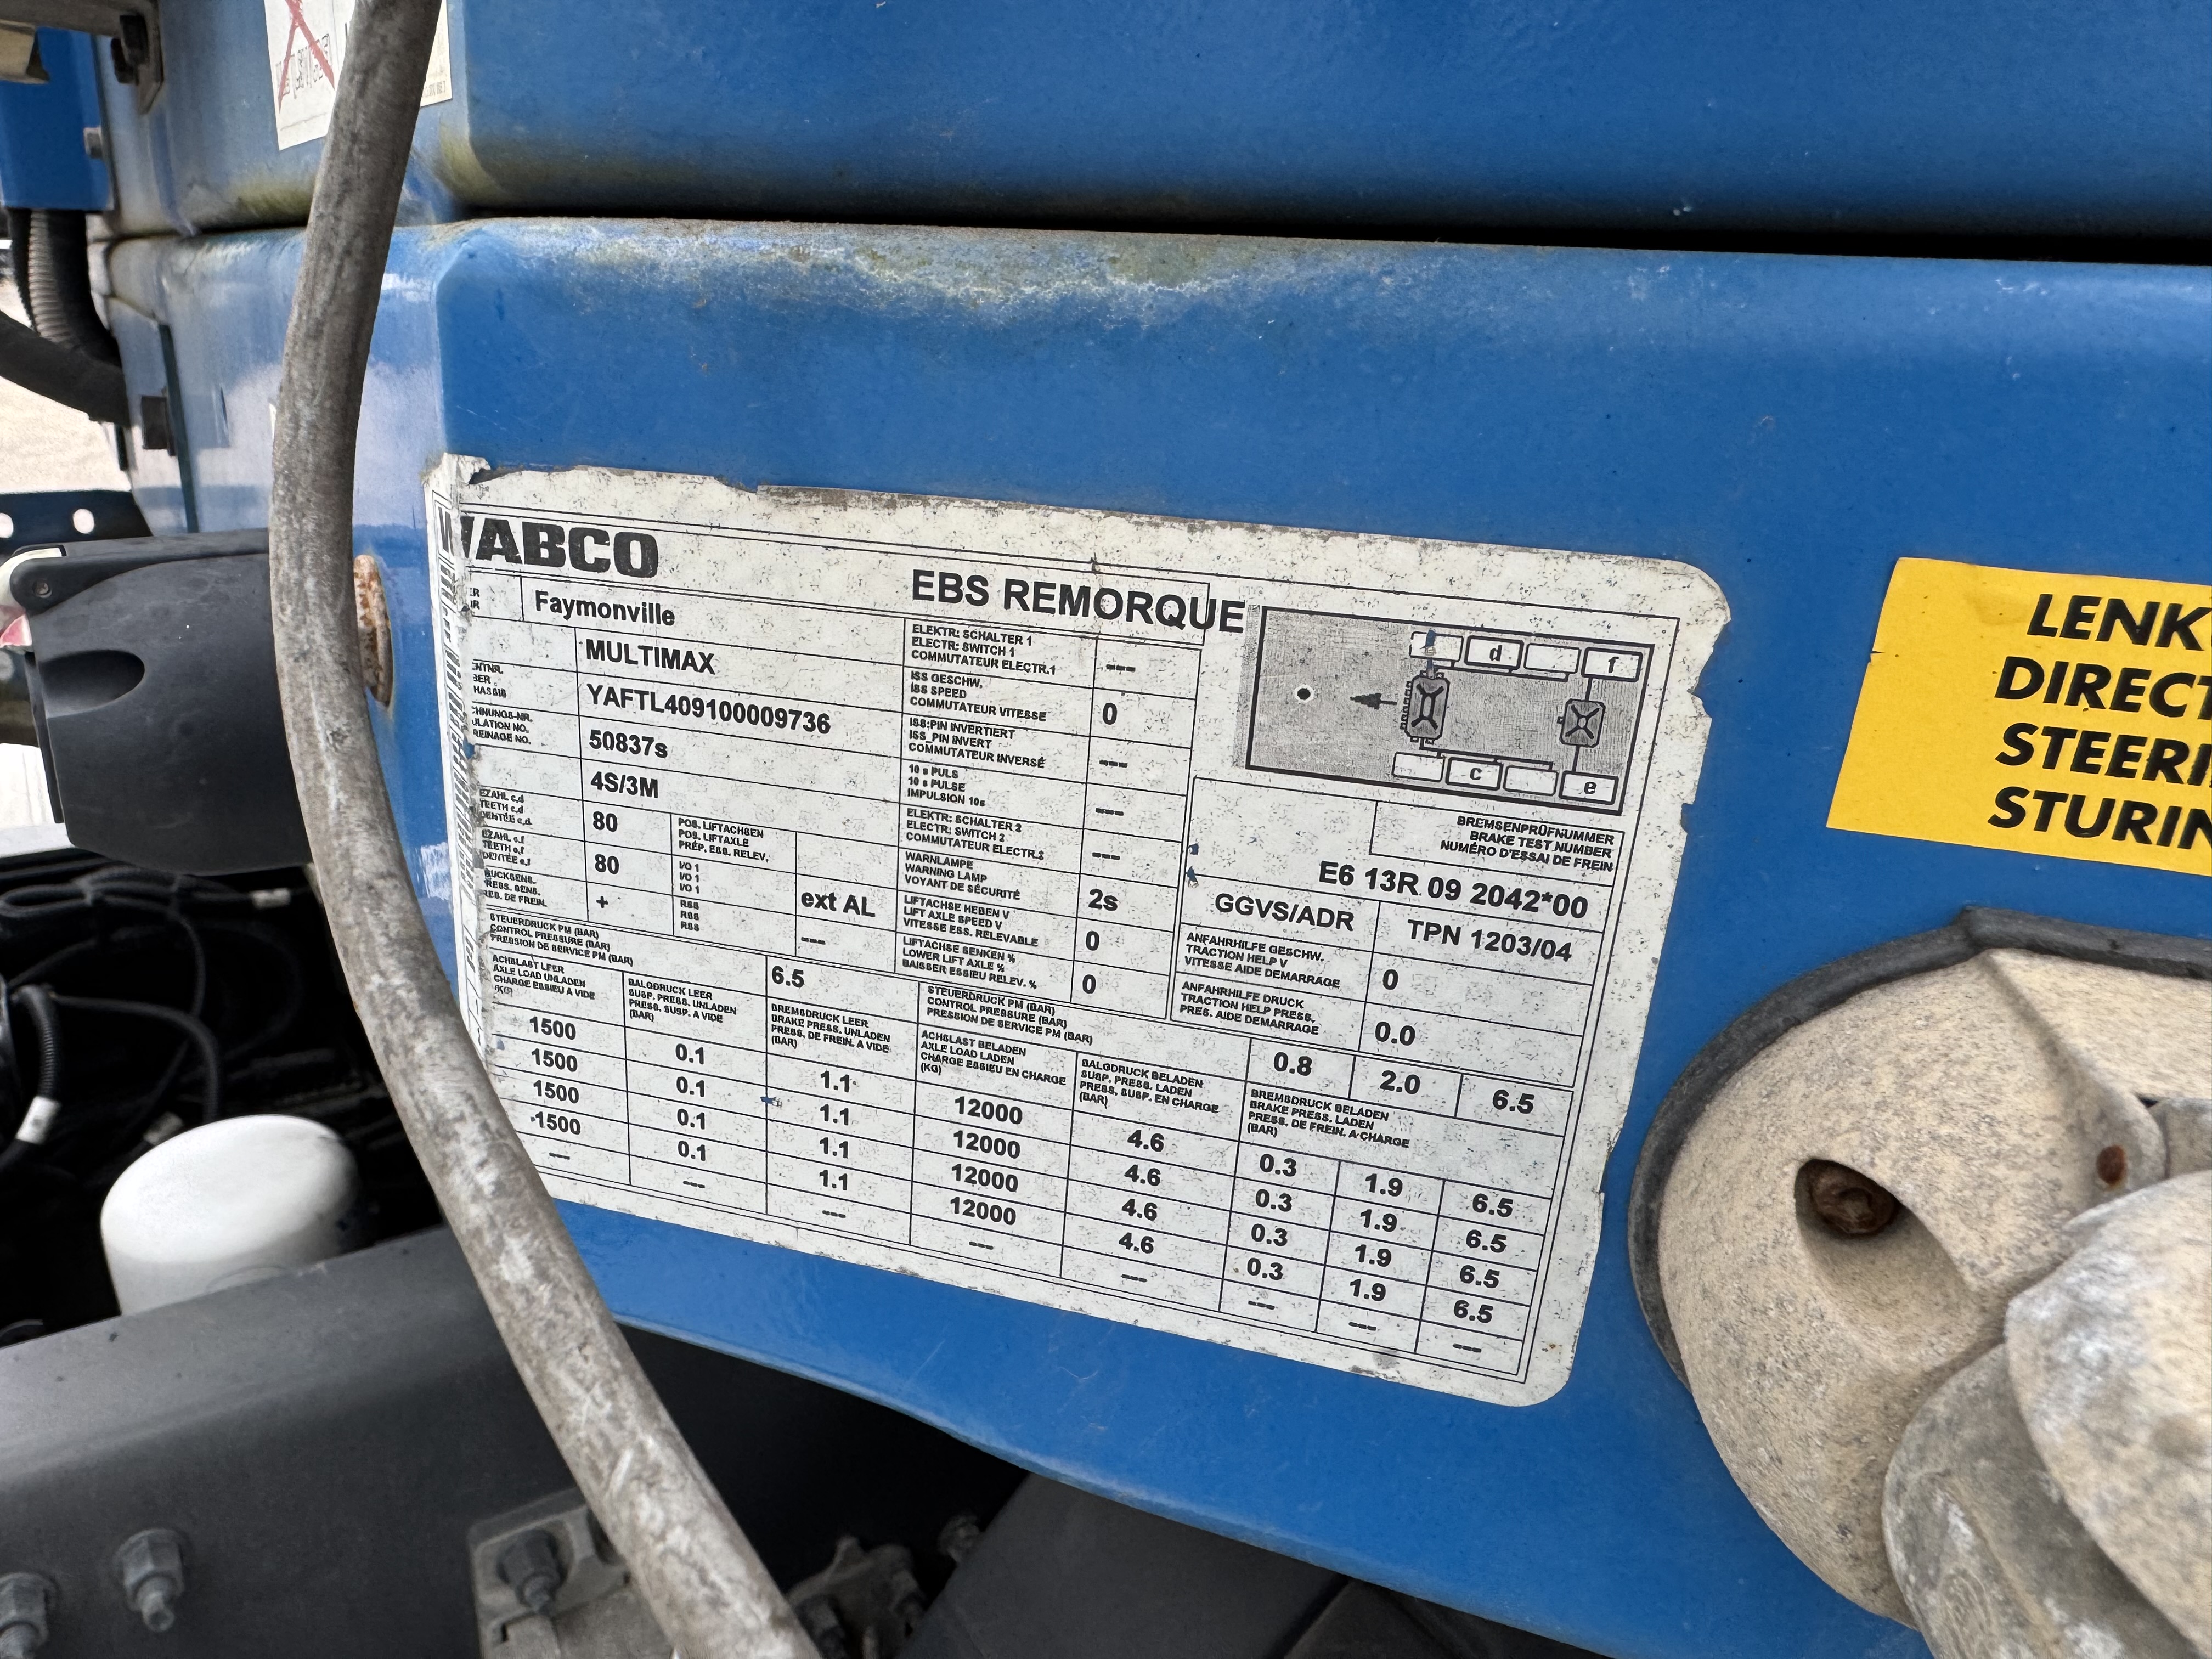 WABCO
EBS REMORQUE
Faymonville
MULTIMAX
YAFTL409100009736
50837s
4S/3M
80
80
+
CHASSIS
TEETH c,d
TEETH e,f
POS. LIFTACHSEN
POS. LIFTAXLE
PRÉP. ESS. RELEV.
I/O 1
I/O 1
I/O 1
ext AL
RSS
RSS
RSS
---
ELEKTR: SCHALTER 1
ELECTR: SWITCH 1
COMMUTATEUR ELECTR.1
---
ISS GESCHW.
ISS SPEED
COMMUTATEUR VITESSE
0
ISS:PIN INVERTIERT
ISS_PIN INVERT
COMMUTATEUR INVERSÉ
---
10 s PULS
10 s PULSE
IMPULSION 10s
---
ELEKTR: SCHALTER 2
ELECTR: SWITCH 2
COMMUTATEUR ELECTR.2
---
WARNLAMPE
WARNING LAMP
VOYANT DE SÉCURITÉ
2s
LIFTACHSE HEBEN V
LIFT AXLE SPEED V
VITESSE ESS. RELEVABLE
0
LIFTACHSE SENKEN %
LOWER LIFT AXLE %
BAISSER ESSIEU RELEV. %
0
d
f
c
e
BREMSENPRÜFNUMMER
BRAKE TEST NUMBER
NUMÉRO D'ESSAI DE FREIN
E6 13R 09 2042*00
GGVS/ADR
TPN 1203/04
ANFAHRHILFE GESCHW.
TRACTION HELP V
VITESSE AIDE DEMARRAGE
0
ANFAHRHILFE DRUCK
TRACTION HELP PRESS.
PRES. AIDE DEMARRAGE
0.0
STEUERDRUCK PM (BAR)
CONTROL PRESSURE (BAR)
PRESSION DE SERVICE PM (BAR)
6.5
STEUERDRUCK PM (BAR)
CONTROL PRESSURE (BAR)
PRESSION DE SERVICE PM (BAR)
0.8 2.0 6.5
ACHSLAST LEER
AXLE LOAD UNLADEN
CHARGE ESSIEU A VIDE
(KG)
BALGDRUCK LEER
SUSP. PRESS. UNLADEN
PRESS. SUSP. A VIDE
(BAR)
BREMSDRUCK LEER
BRAKE PRESS. UNLADEN
PRESS. DE FREIN. A VIDE
(BAR)
ACHSLAST BELADEN
AXLE LOAD LADEN
CHARGE ESSIEU EN CHARGE
(KG)
BALGDRUCK BELADEN
SUSP. PRESS. LADEN
PRESS. SUSP. EN CHARGE
(BAR)
BREMSDRUCK BELADEN
BRAKE PRESS. LADEN
PRESS. DE FREIN. A CHARGE
(BAR)
1500 0.1 1.1 12000 4.6 0.3 1.9 6.5
1500 0.1 1.1 12000 4.6 0.3 1.9 6.5
1500 0.1 1.1 12000 4.6 0.3 1.9 6.5
1500 0.1 1.1 12000 4.6 0.3 1.9 6.5
--- --- --- --- --- --- --- ---
LENK
DIRECT
STEERI
STURIN